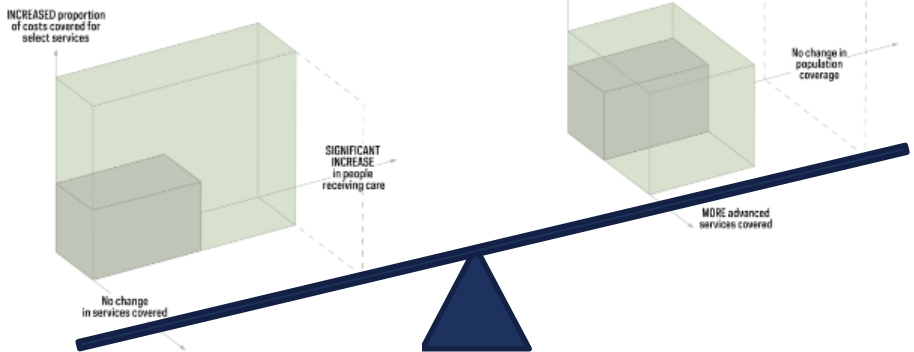 INCREASED proportion
of costs covered for
select services
SIGNIFICANT
INCREASE
in people
receiving care
No change
in services covered
No change in
population
coverage
MORE advanced
services covered